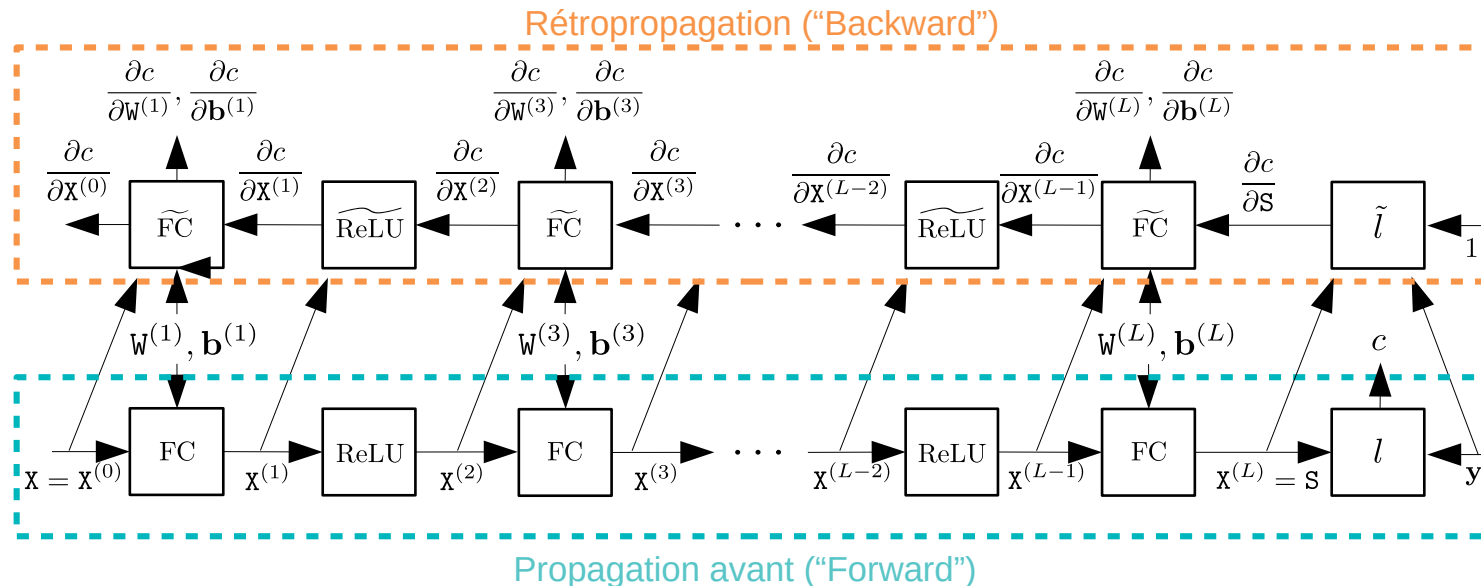 Rétropropagation (“Backward”)
∂c/∂W^(1), ∂c/∂b^(1) ∂c/∂W^(3), ∂c/∂b^(3) ∂c/∂W^(L), ∂c/∂b^(L)
∂c/∂X^(0) ∂c/∂X^(1) ∂c/∂X^(2) ∂c/∂X^(3) ∂c/∂X^(L−2) ∂c/∂X^(L−1) ∂c/∂S
F͠C R͠eLU F͠C ··· R͠eLU F͠C l̃ 1
W^(1), b^(1) W^(3), b^(3) W^(L), b^(L) c
FC ReLU FC ··· ReLU FC l
X = X^(0) X^(1) X^(2) X^(3) X^(L−2) X^(L−1) X^(L) = S y
Propagation avant (“Forward”)